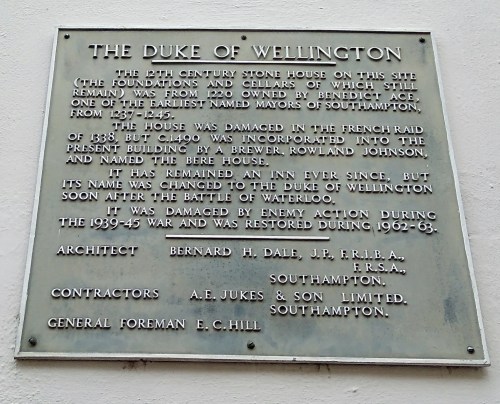 THE DUKE OF WELLINGTON
THE 12TH CENTURY STONE HOUSE ON THIS SITE
(THE FOUNDATIONS AND CELLARS OF WHICH STILL
REMAIN) WAS FROM 1220 OWNED BY BENEDICT ACE,
ONE OF THE EARLIEST NAMED MAYORS OF SOUTHAMPTON,
FROM 1237-1245.
THE HOUSE WAS DAMAGED IN THE FRENCH RAID
OF 1338, BUT C.1490 WAS INCORPORATED INTO THE
PRESENT BUILDING BY A BREWER, ROWLAND JOHNSON,
AND NAMED THE BERE HOUSE.
IT HAS REMAINED AN INN EVER SINCE, BUT
ITS NAME WAS CHANGED TO THE DUKE OF WELLINGTON
SOON AFTER THE BATTLE OF WATERLOO.
IT WAS DAMAGED BY ENEMY ACTION DURING
THE 1939-45 WAR AND WAS RESTORED DURING 1962-63.
ARCHITECT BERNARD H. DALE, J.P., F.R.I.B.A.,
F.R.S.A.,
SOUTHAMPTON.
CONTRACTORS A.E. JUKES & SON LIMITED.
SOUTHAMPTON.
GENERAL FOREMAN E.C. HILL